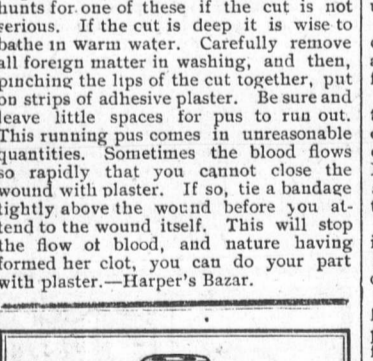 hunts for one of these if the cut is not
serious. If the cut is deep it is wise to
bathe in warm water. Carefully remove
all foreign matter in washing, and then,
pinching the lips of the cut together, put
on strips of adhesive plaster. Be sure and
leave little spaces for pus to run out.
This running pus comes in unreasonable
quantities. Sometimes the blood flows
so rapidly that you cannot close the
wound with plaster. If so, tie a bandage
tightly above the wound before you at-
tend to the wound itself. This will stop
the flow of blood, and nature having
formed her clot, you can do your part
with plaster.—Harper's Bazar.